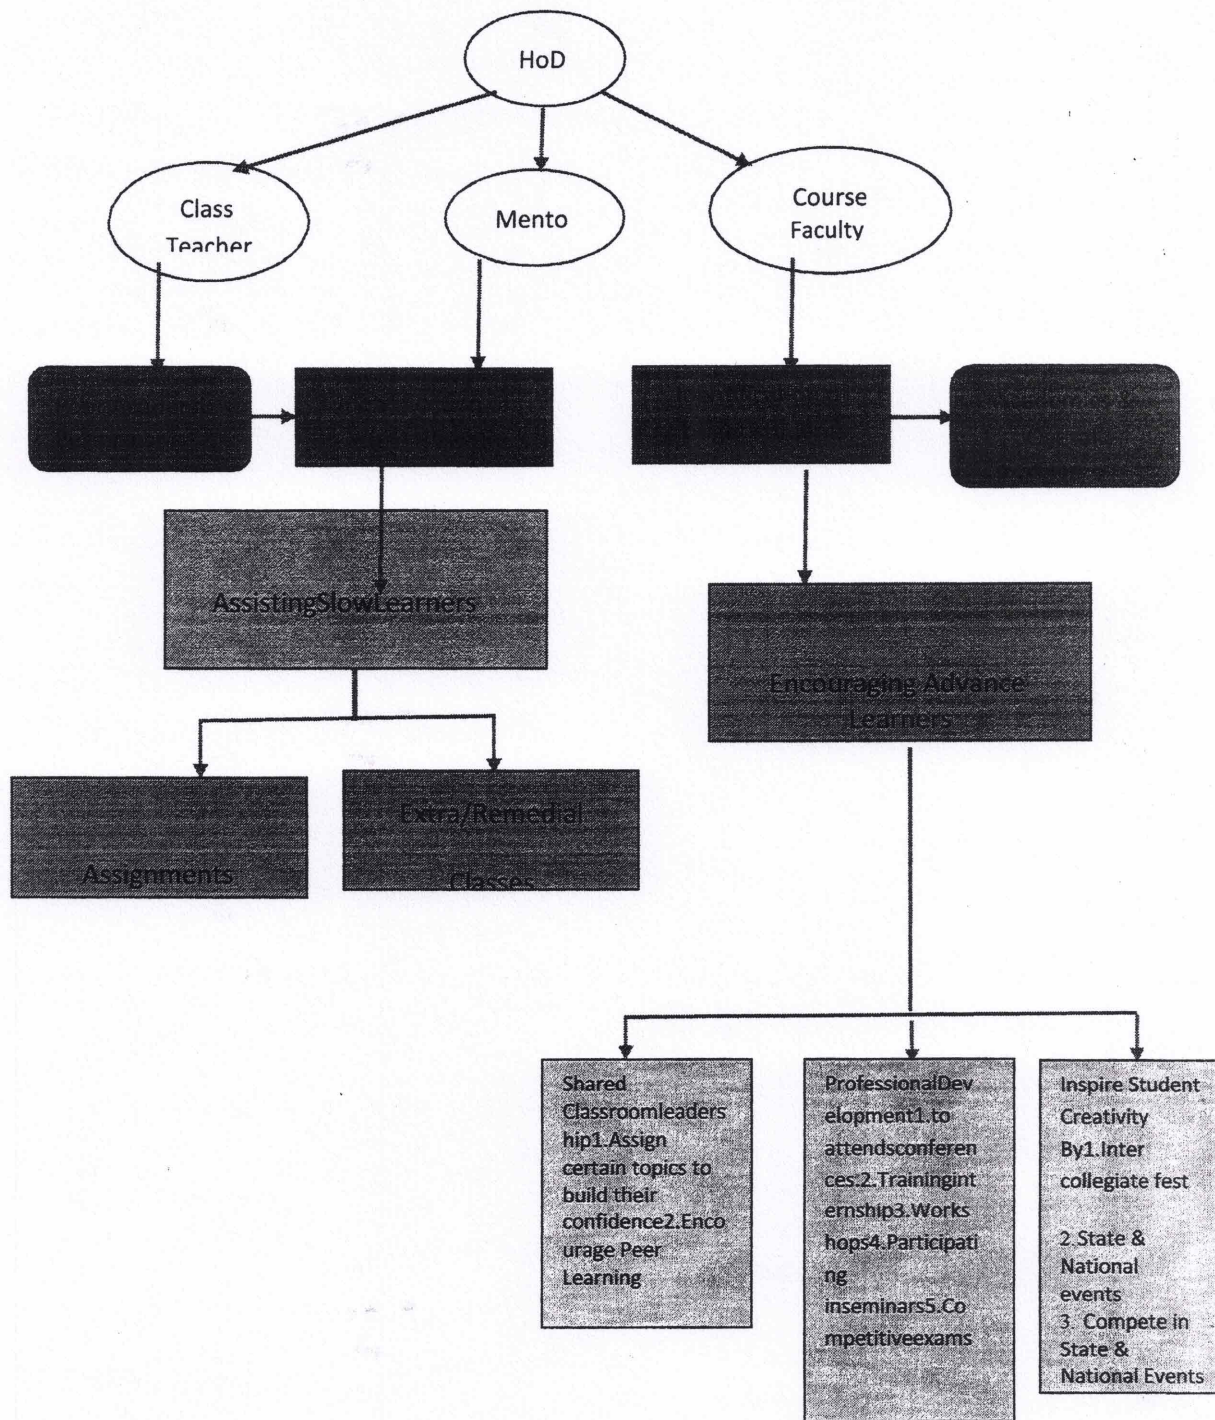 HoD
Class
Teacher
Mento
Course
Faculty
AssistingSlowLearners
Encouraging Advance
Learners
Assignments
Extra/Remedial
Classes
Shared
Classroomleaders
hip1.Assign
certain topics to
build their
confidence2.Enco
urage Peer
Learning
ProfessionalDev
elopment1.to
attendsconferen
ces.2.Trainingint
ernship3.Works
hops4.Participati
ng
inseminars5.Co
mpetitiveexams
Inspire Student
Creativity
By1.Inter
collegiate fest
2.State &
National
events
3. Compete in
State &
National Events